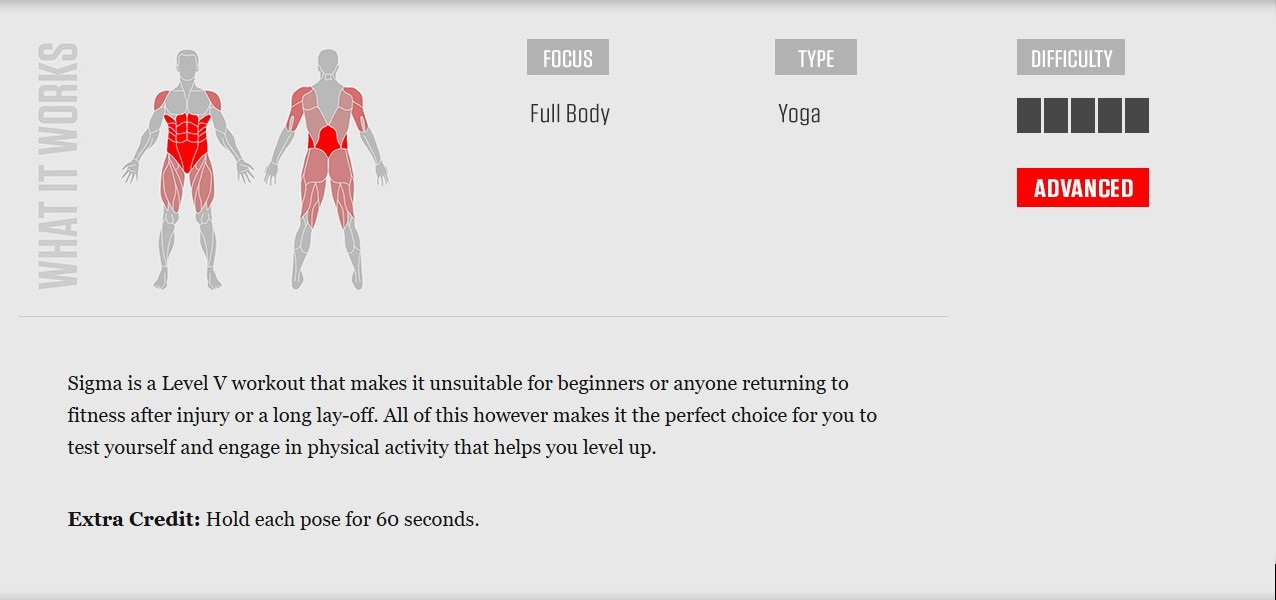 WHAT IT WORKS
FOCUS
Full Body
TYPE
Yoga
DIFFICULTY
ADVANCED
Sigma is a Level V workout that makes it unsuitable for beginners or anyone returning to
fitness after injury or a long lay-off. All of this however makes it the perfect choice for you to
test yourself and engage in physical activity that helps you level up.
Extra Credit: Hold each pose for 60 seconds.